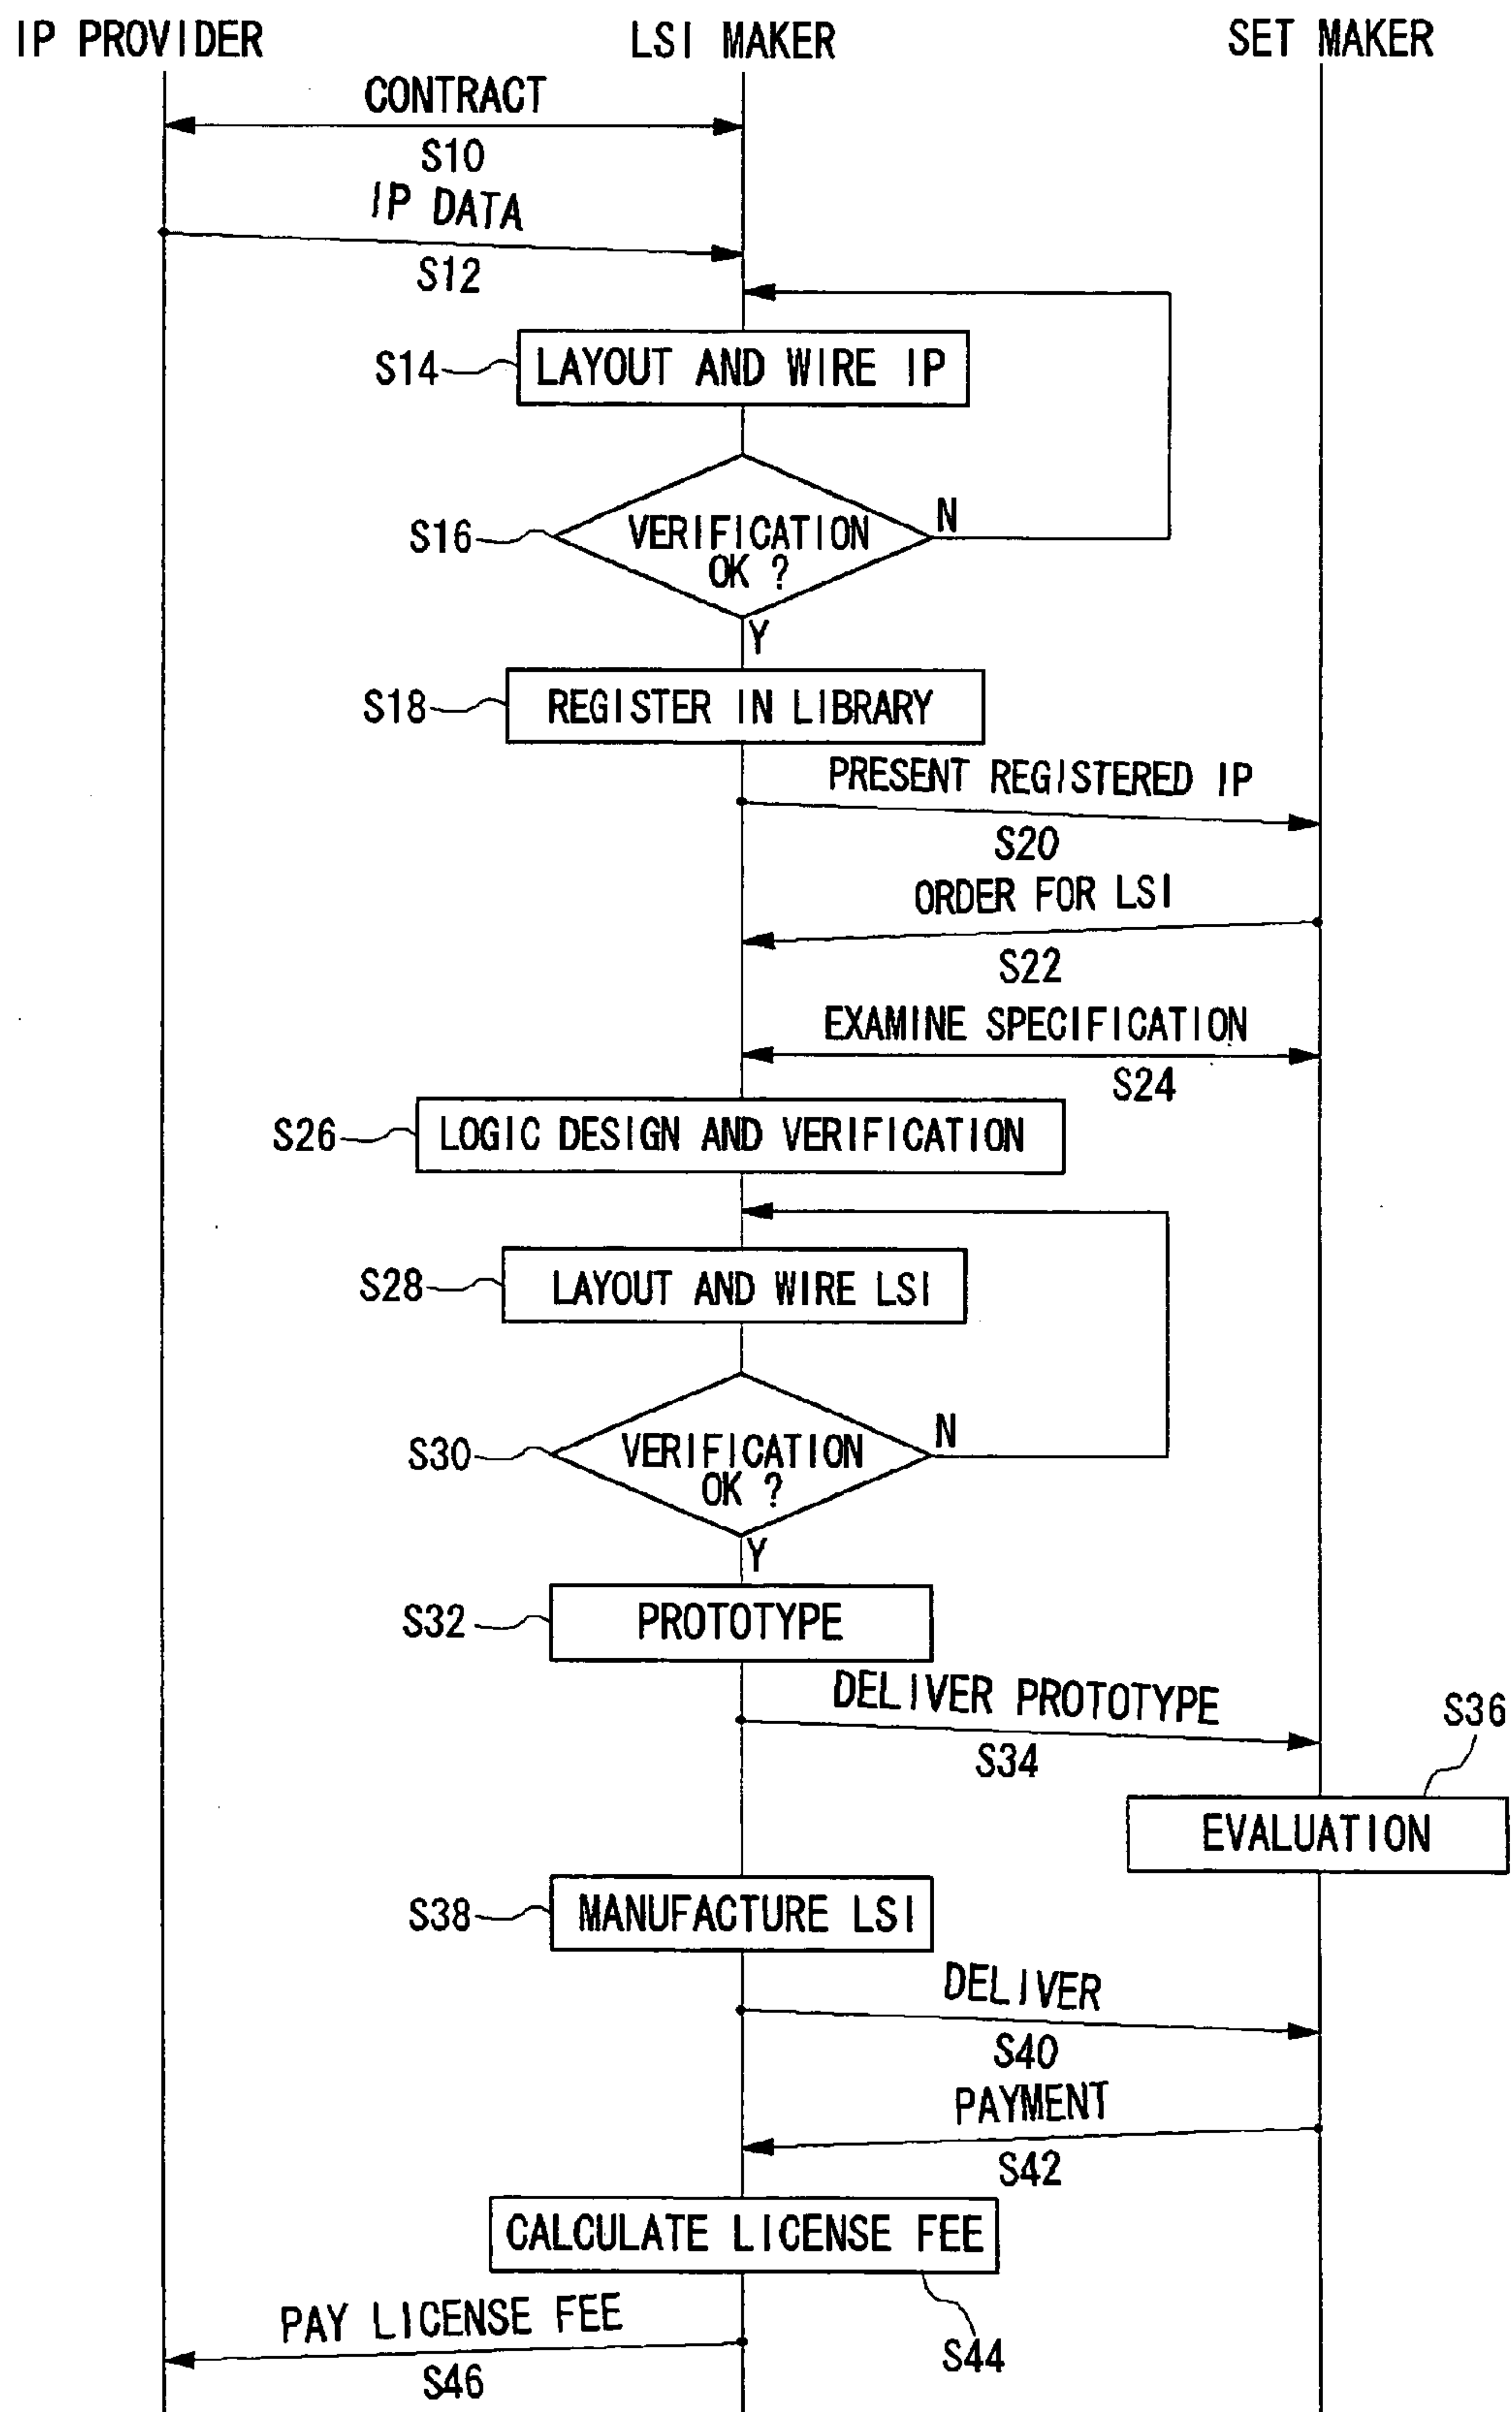 IP PROVIDER
LSI MAKER
SET MAKER
CONTRACT
S10
IP DATA
S12
S14
LAYOUT AND WIRE IP
S16
VERIFICATION
OK ?
N
Y
S18
REGISTER IN LIBRARY
PRESENT REGISTERED IP
S20
ORDER FOR LSI
S22
EXAMINE SPECIFICATION
S24
S26
LOGIC DESIGN AND VERIFICATION
S28
LAYOUT AND WIRE LSI
S30
VERIFICATION
OK ?
N
Y
S32
PROTOTYPE
DELIVER PROTOTYPE
S34
S36
EVALUATION
S38
MANUFACTURE LSI
DELIVER
S40
PAYMENT
S42
CALCULATE LICENSE FEE
S44
PAY LICENSE FEE
S46